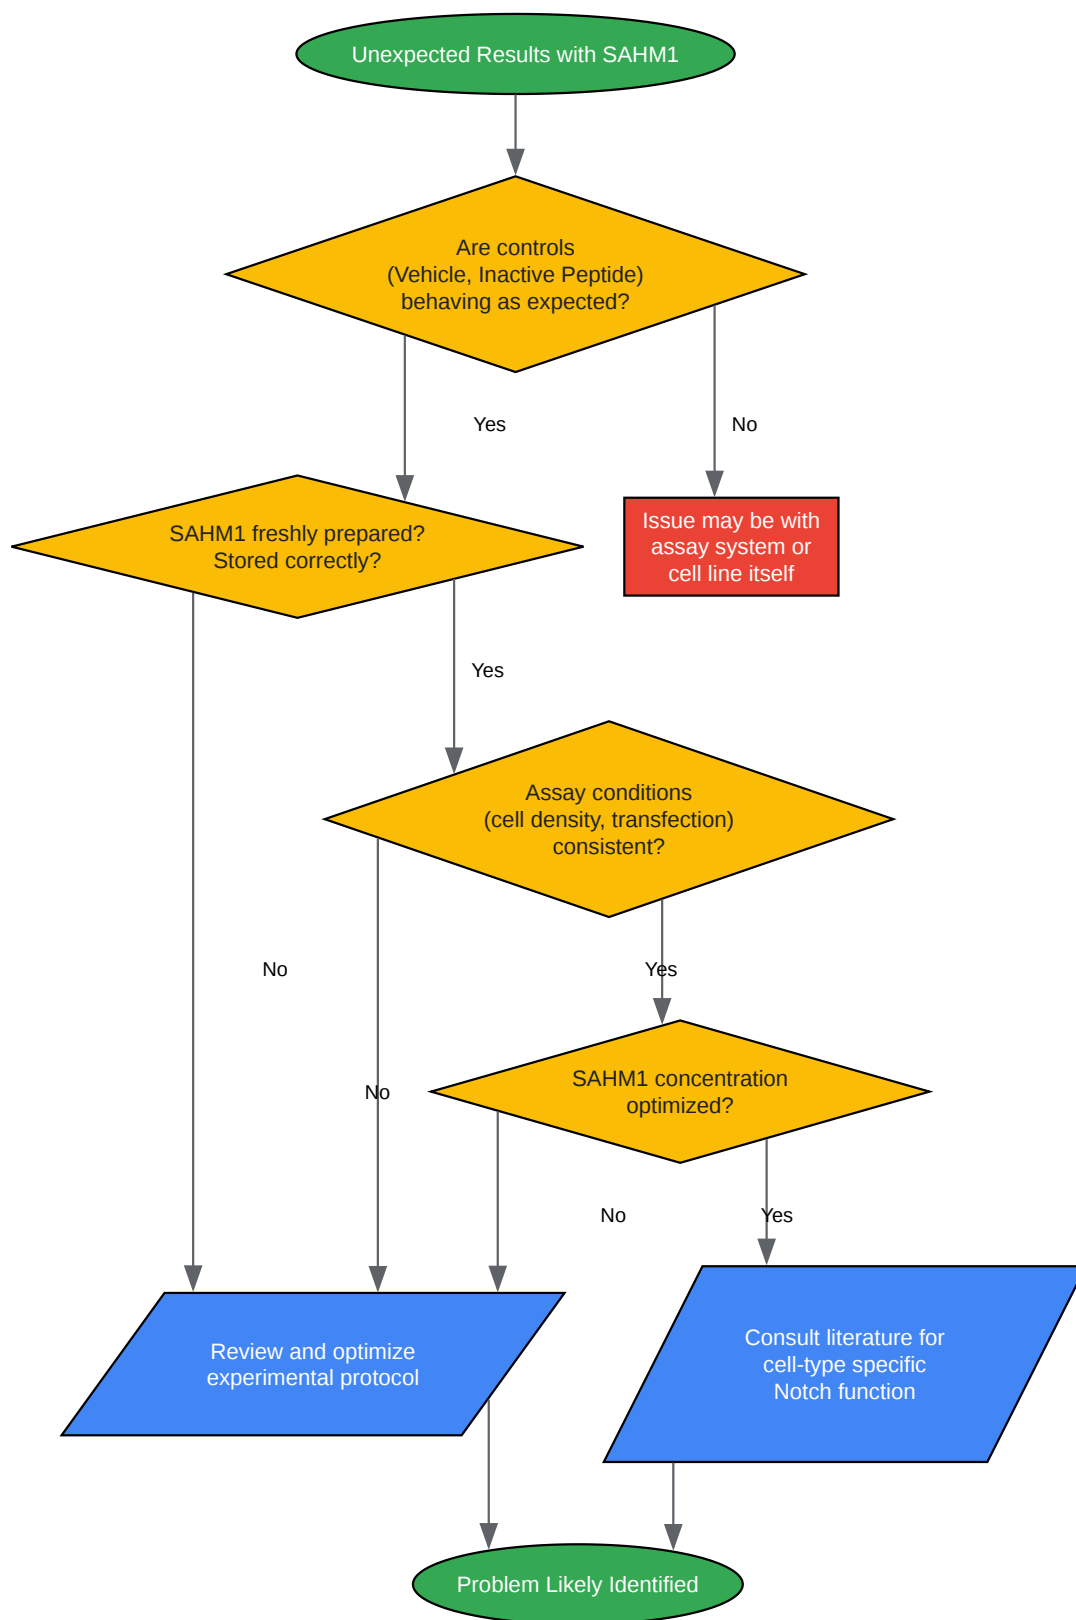 Unexpected Results with SAHM1
Are controls
(Vehicle, Inactive Peptide)
behaving as expected?
Yes
No
SAHM1 freshly prepared?
Stored correctly?
Issue may be with
assay system or
cell line itself
Yes
Assay conditions
(cell density, transfection)
consistent?
No
Yes
SAHM1 concentration
optimized?
No
No
Yes
Review and optimize
experimental protocol
Consult literature for
cell-type specific
Notch function
Problem Likely Identified